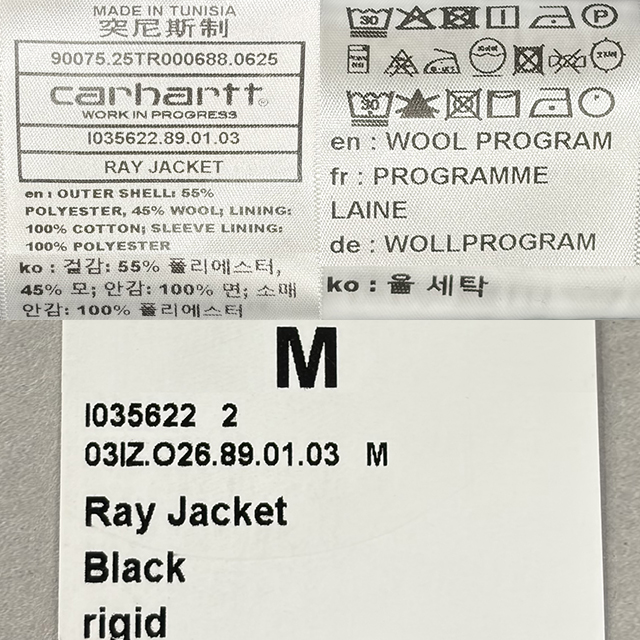 MADE IN TUNISIA
突尼斯制
90075.25TR000688.0625
carhartt®
WORK IN PROGRESS
I035622.89.01.03
RAY JACKET
en : OUTER SHELL: 55%
POLYESTER, 45% WOOL; LINING:
100% COTTON; SLEEVE LINING:
100% POLYESTER
ko : 겉감: 55% 폴리에스터,
45% 모; 안감: 100% 면; 소매
안감: 100% 폴리에스터
30
P
30
en : WOOL PROGRAM
fr : PROGRAMME
LAINE
de : WOLLPROGRAM
ko : 울 세탁
M
I035622 2
03IZ.O26.89.01.03 M
Ray Jacket
Black
rigid